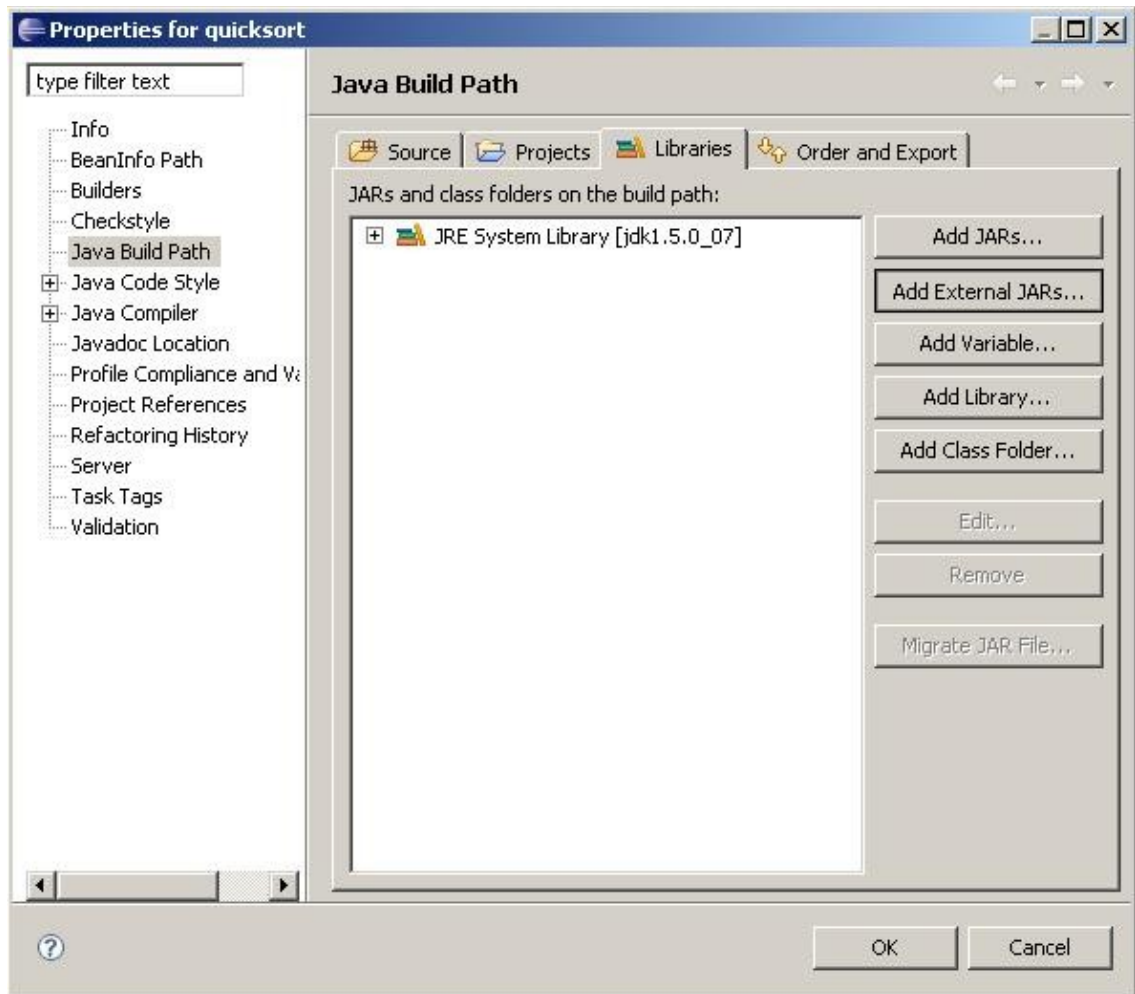 Properties for quicksort
type filter text
Info
BeanInfo Path
Builders
Checkstyle
Java Build Path
Java Code Style
Java Compiler
Javadoc Location
Profile Compliance and Va
Project References
Refactoring History
Server
Task Tags
Validation
Java Build Path
Source Projects Libraries Order and Export
JARs and class folders on the build path:
JRE System Library [jdk1.5.0_07]
Add JARs...
Add External JARs...
Add Variable...
Add Library...
Add Class Folder...
Edit...
Remove
Migrate JAR File...
OK Cancel